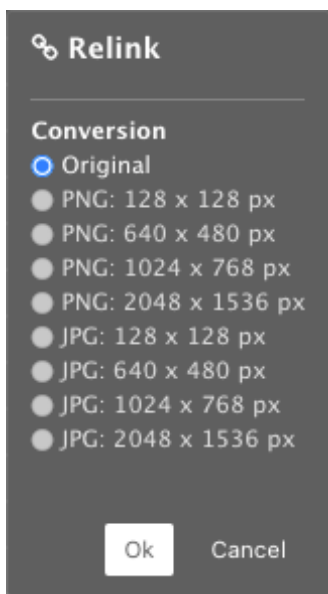 Relink
Conversion
Original
PNG: 128 x 128 px
PNG: 640 x 480 px
PNG: 1024 x 768 px
PNG: 2048 x 1536 px
JPG: 128 x 128 px
JPG: 640 x 480 px
JPG: 1024 x 768 px
JPG: 2048 x 1536 px
Ok Cancel